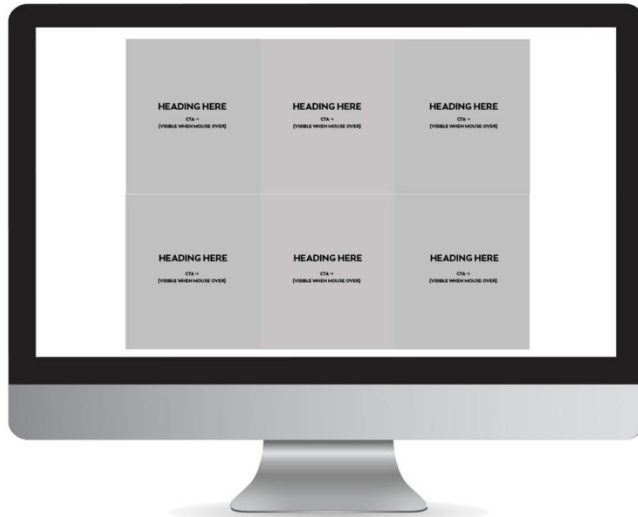 HEADING HERE
CTA →
(VISIBLE WHEN MOUSE OVER)
HEADING HERE
CTA →
(VISIBLE WHEN MOUSE OVER)
HEADING HERE
CTA →
(VISIBLE WHEN MOUSE OVER)
HEADING HERE
CTA →
(VISIBLE WHEN MOUSE OVER)
HEADING HERE
CTA →
(VISIBLE WHEN MOUSE OVER)
HEADING HERE
CTA →
(VISIBLE WHEN MOUSE OVER)